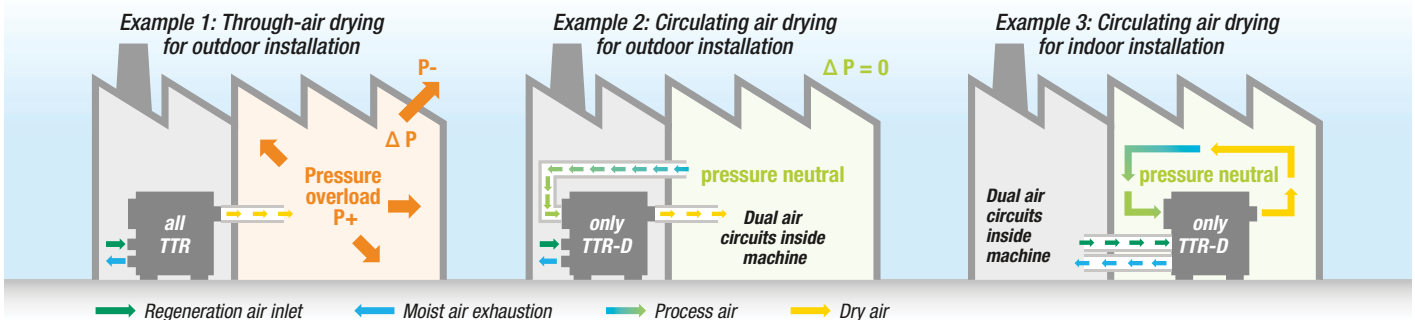 Example 1: Through-air drying
for outdoor installation
P-
Δ P
Pressure
overload
P+
all
TTR
Example 2: Circulating air drying
for outdoor installation
Δ P = 0
pressure neutral
only
TTR-D
Dual air
circuits inside
machine
Example 3: Circulating air drying
for indoor installation
pressure neutral
Dual air
circuits
inside
machine
only
TTR-D
Regeneration air inlet
Moist air exhaustion
Process air
Dry air